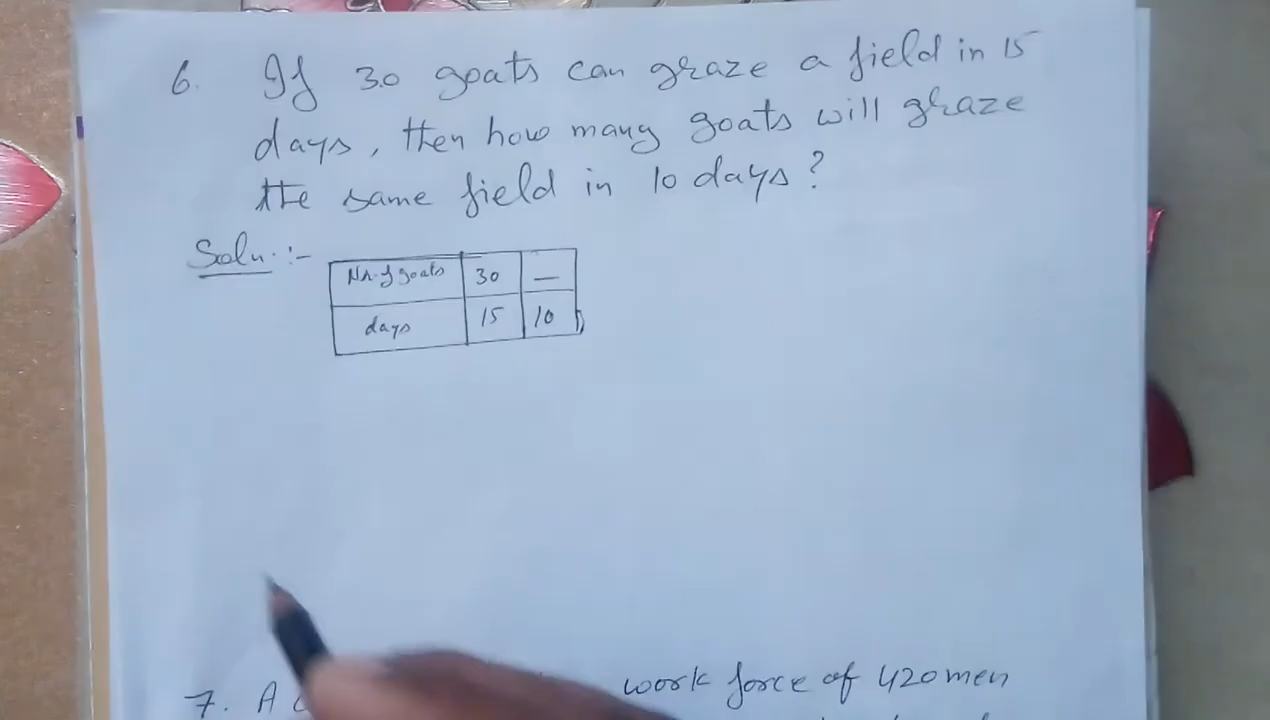 6. If 30 goats can graze a field in 15
days, then how many goats will graze
the same field in 10 days?
Soln. :-
No. of goats 30 —
days 15 10
7. A work force of 420 men